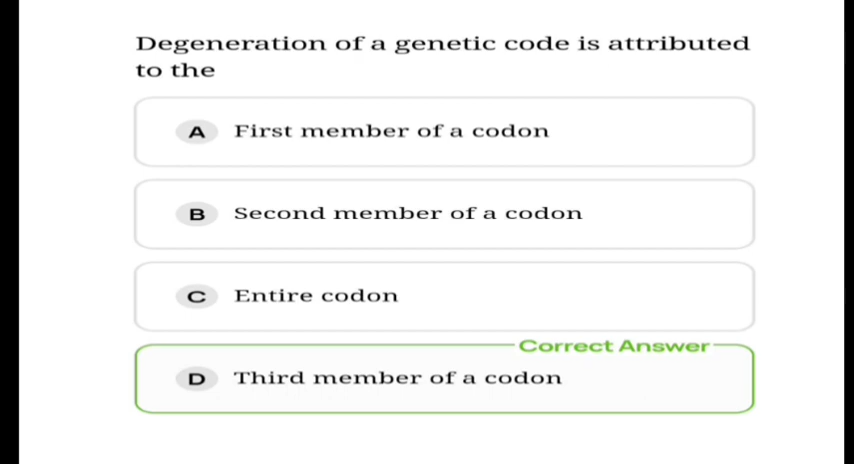 Degeneration of a genetic code is attributed
to the
A First member of a codon
B Second member of a codon
C Entire codon
Correct Answer
D Third member of a codon